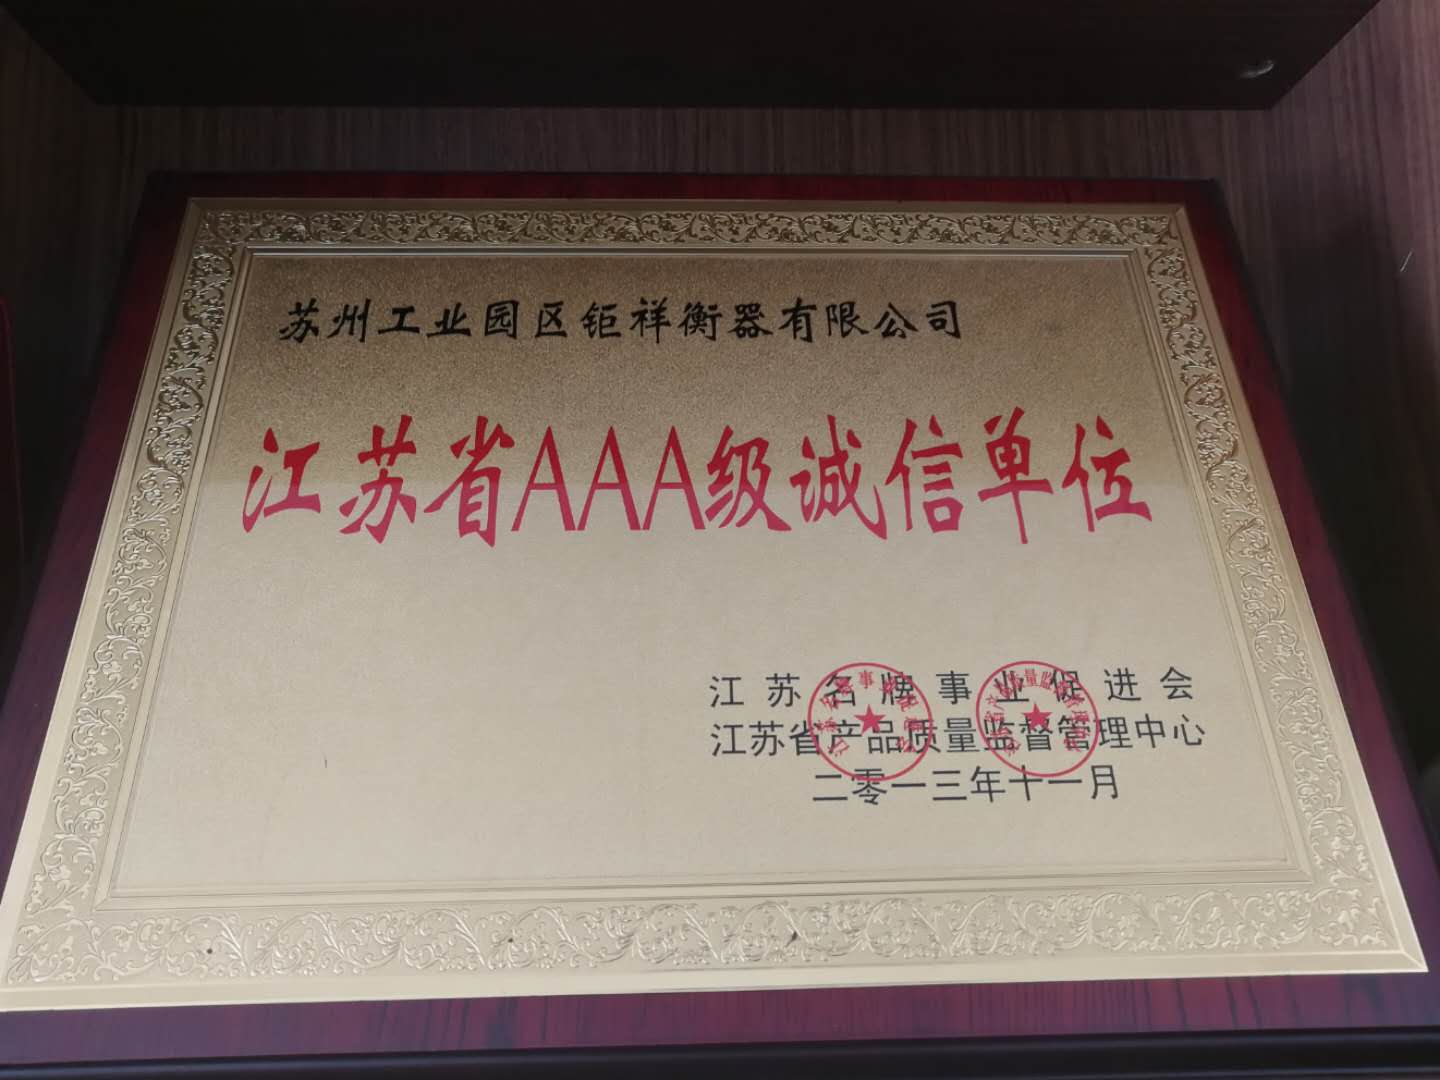 苏州工业园区钜祥衡器有限公司
江苏省AAA级诚信单位
江苏名牌事业促进会
江苏省产品质量监督管理中心
二零一三年十一月